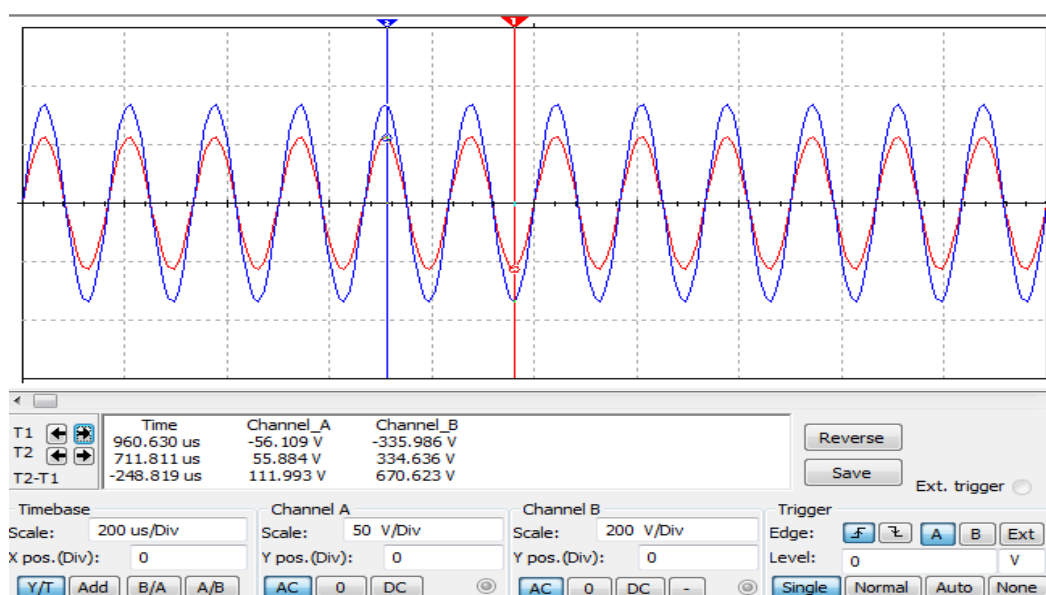 2 1
Time Channel_A Channel_B
T1 960.630 us -56.109 V -335.986 V
T2 711.811 us 55.884 V 334.636 V
T2-T1 -248.819 us 111.993 V 670.623 V
Reverse
Save
Ext. trigger
Timebase
Scale: 200 us/Div
X pos.(Div): 0
Y/T Add B/A A/B
Channel A
Scale: 50 V/Div
Y pos.(Div): 0
AC 0 DC
Channel B
Scale: 200 V/Div
Y pos.(Div): 0
AC 0 DC -
Trigger
Edge: A B Ext
Level: 0 V
Single Normal Auto None